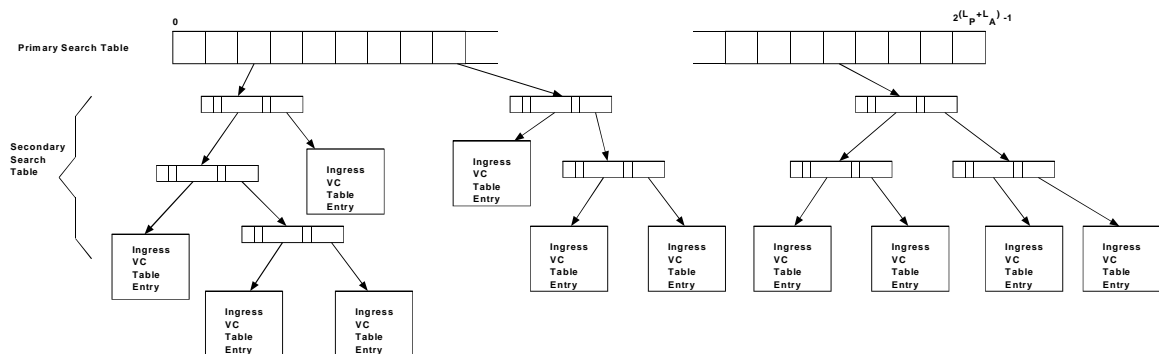 0
2(L_P+L_A) -1
Primary Search Table
Secondary
Search
Table
Ingress
VC
Table
Entry
Ingress
VC
Table
Entry
Ingress
VC
Table
Entry
Ingress
VC
Table
Entry
Ingress
VC
Table
Entry
Ingress
VC
Table
Entry
Ingress
VC
Table
Entry
Ingress
VC
Table
Entry
Ingress
VC
Table
Entry
Ingress
VC
Table
Entry
Ingress
VC
Table
Entry